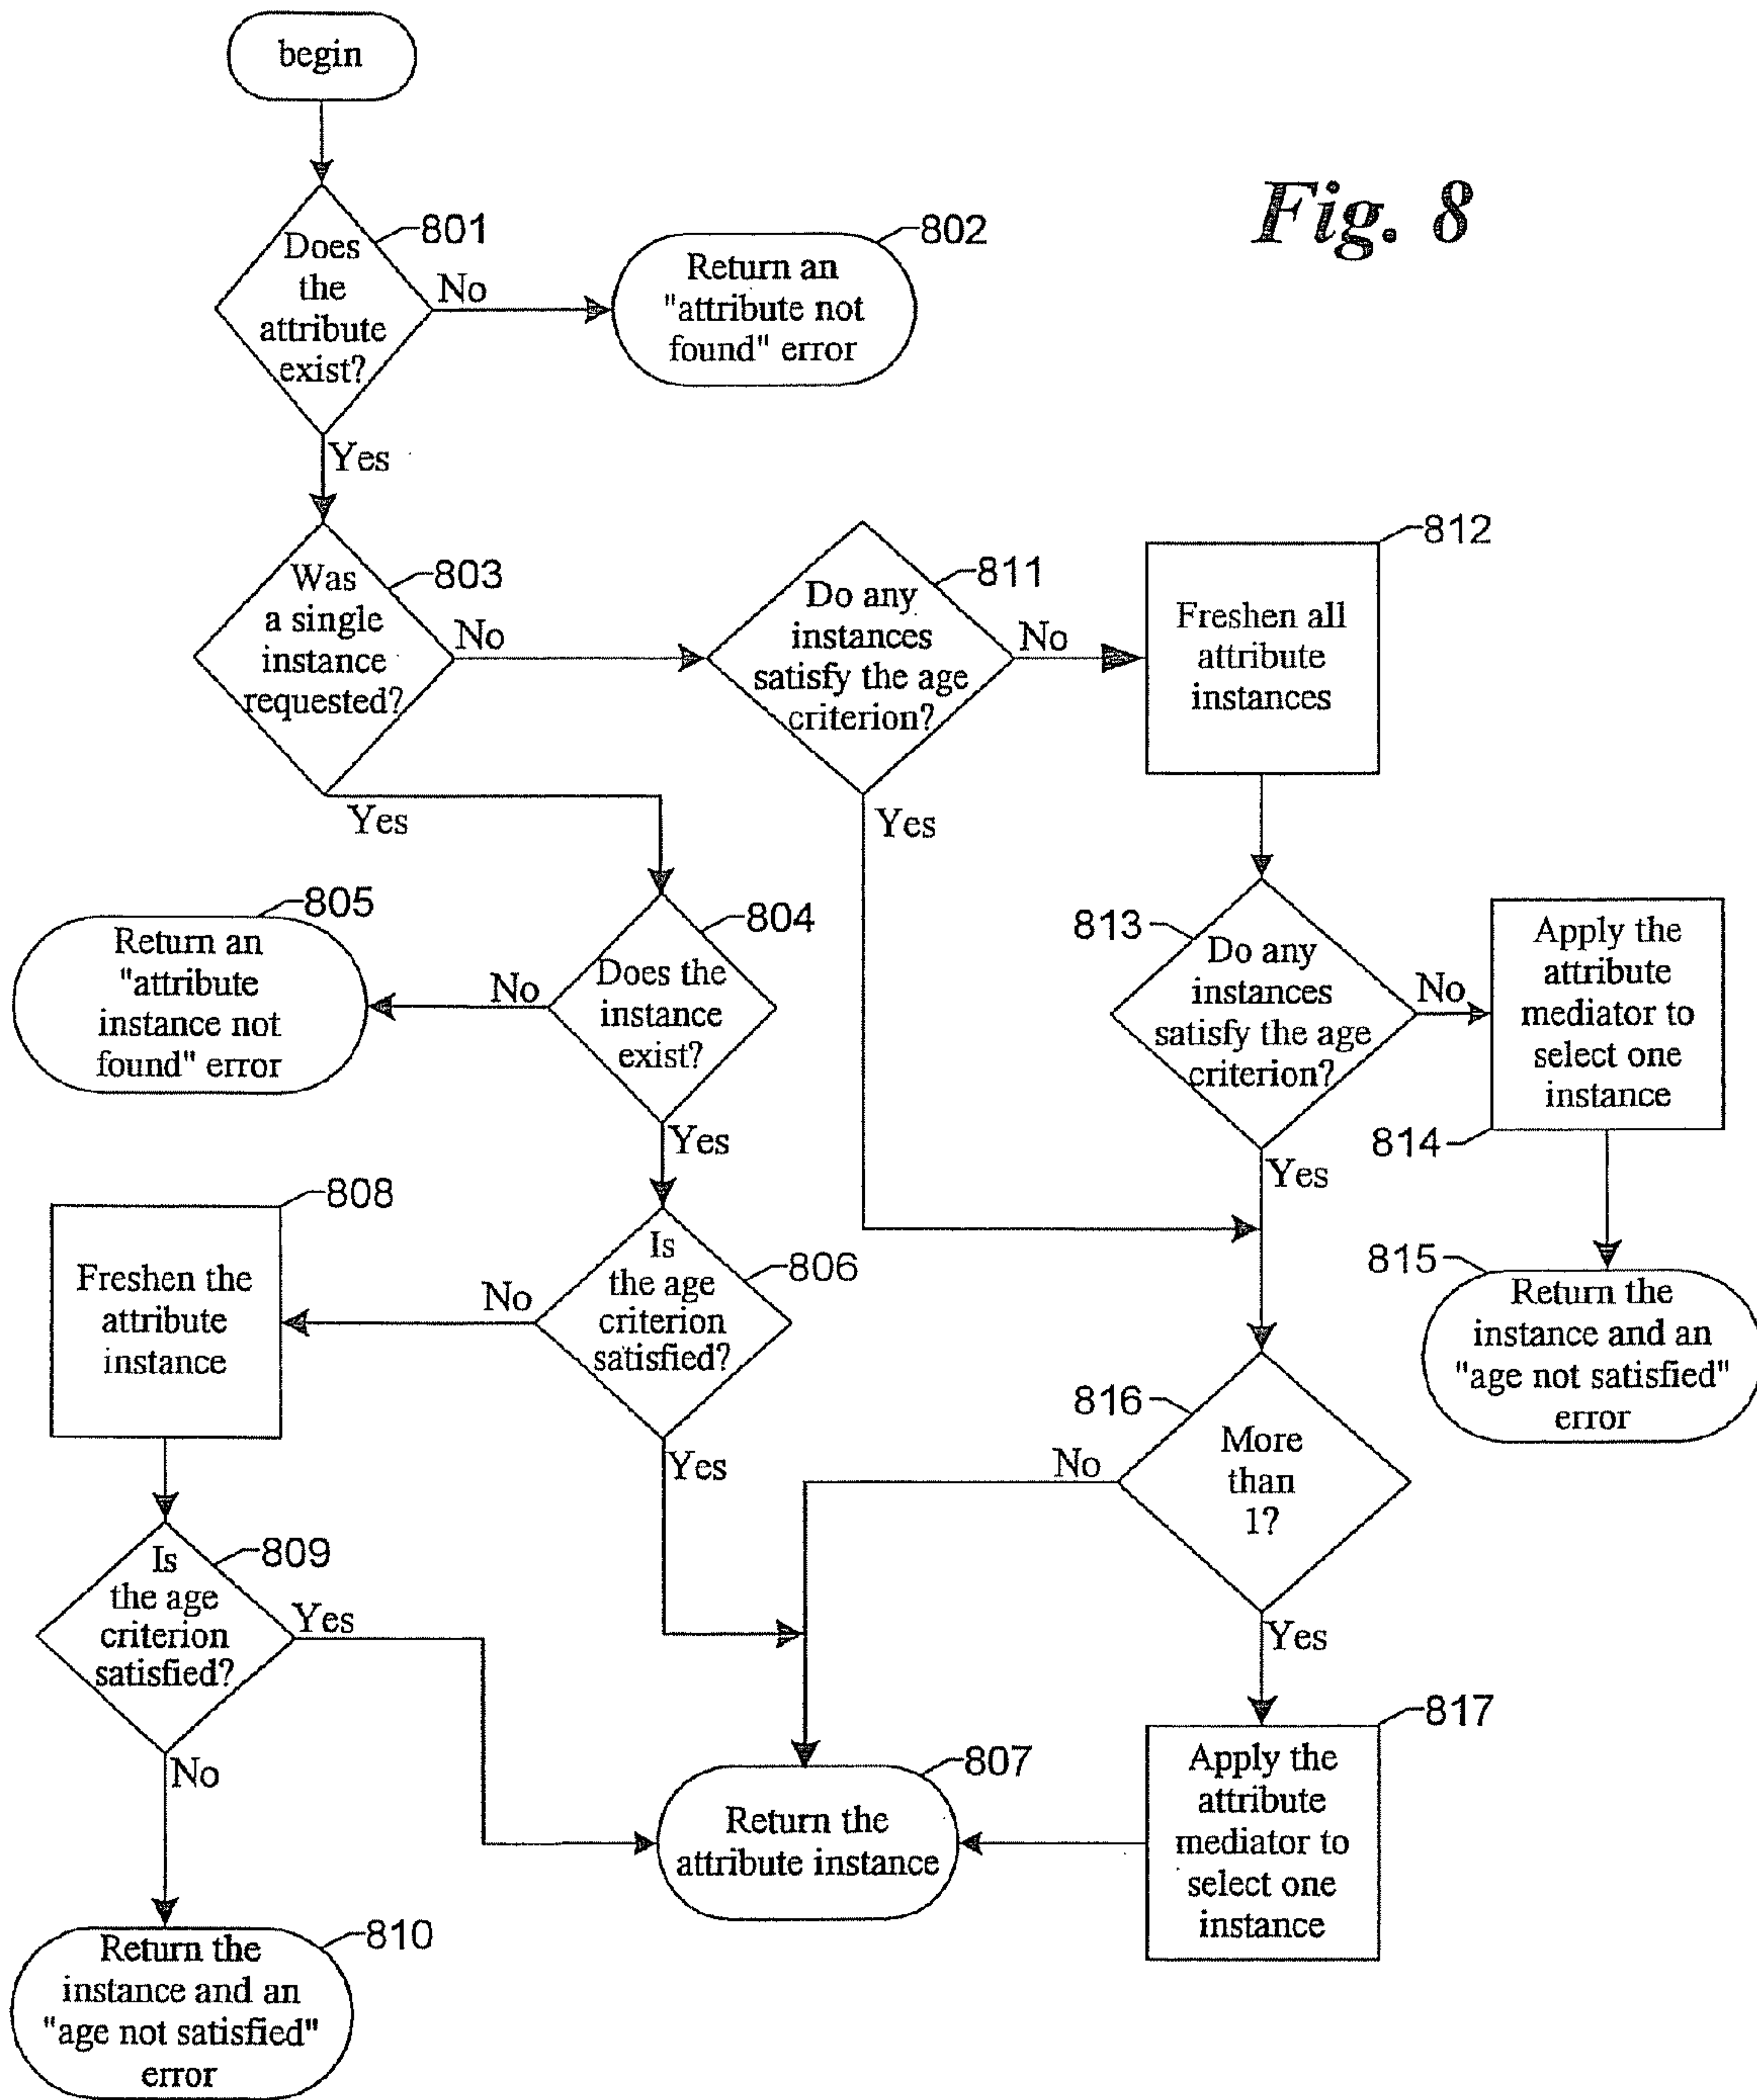 begin
Fig. 8
801
Does
the
attribute
exist?
No
802
Return an
"attribute not
found" error
Yes
803
Was
a single
instance
requested?
No
811
Do any
instances
satisfy the age
criterion?
No
812
Freshen all
attribute
instances
Yes
Yes
805
Return an
"attribute
instance not
found" error
No
804
Does the
instance
exist?
Yes
813
Do any
instances
satisfy the age
criterion?
No
Apply the
attribute
mediator to
select one
instance
814
Yes
808
Freshen the
attribute
instance
No
806
Is
the age
criterion
satisfied?
Yes
815
Return the
instance and an
"age not satisfied"
error
816
More
than
1?
No
Yes
809
Is
the age
criterion
satisfied?
Yes
No
807
Return the
attribute instance
817
Apply the
attribute
mediator to
select one
instance
810
Return the
instance and an
"age not satisfied"
error